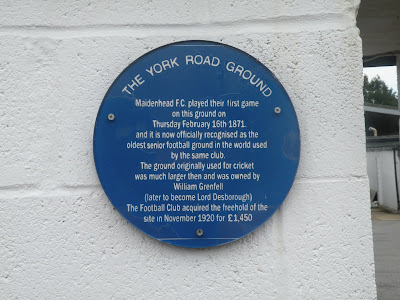 THE YORK ROAD GROUND
Maidenhead F.C. played their first game
on this ground on
Thursday February 16th 1871.
and it is now officially recognised as the
oldest senior football ground in the world used
by the same club.
The ground originally used for cricket
was much larger then and was owned by
William Grenfell
(later to become Lord Desborough)
The Football Club acquired the freehold of the
site in November 1920 for £1,450